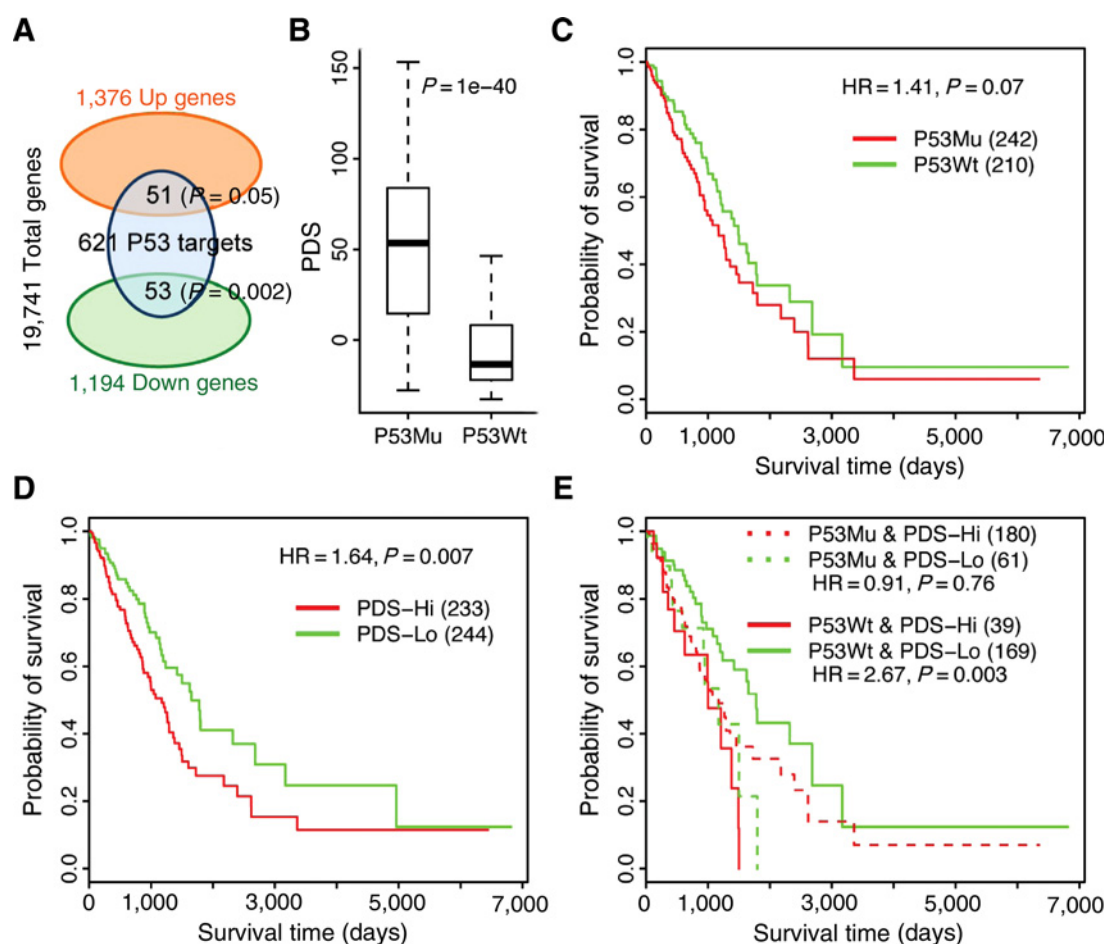 A
1,376 Up genes
19,741 Total genes
51 (P = 0.05)
621 P53 targets
53 (P = 0.002)
1,194 Down genes
B
P = 1e−40
PDS
150
100
50
0
P53Mu P53Wt
C
HR = 1.41, P = 0.07
P53Mu (242)
P53Wt (210)
Probability of survival
1.0
0.8
0.6
0.4
0.2
0.0
0 1,000 3,000 5,000 7,000
Survival time (days)
D
HR = 1.64, P = 0.007
PDS−Hi (233)
PDS−Lo (244)
Probability of survival
1.0
0.8
0.6
0.4
0.2
0.0
0 1,000 3,000 5,000 7,000
Survival time (days)
E
P53Mu & PDS−Hi (180)
P53Mu & PDS−Lo (61)
HR = 0.91, P = 0.76
P53Wt & PDS−Hi (39)
P53Wt & PDS−Lo (169)
HR = 2.67, P = 0.003
Probability of survival
1.0
0.8
0.6
0.4
0.2
0.0
0 1,000 3,000 5,000 7,000
Survival time (days)